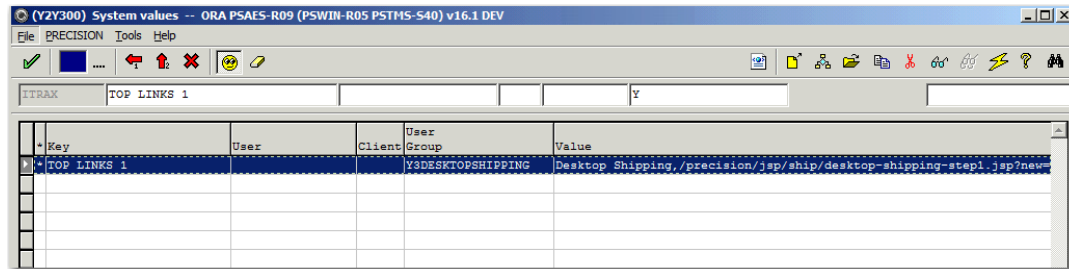 (Y2Y300) System values -- ORA PSAES-R09 (PSWIN-R05 PSTMS-S40) v16.1 DEV
File PRECISION Tools Help
ITRAX TOP LINKS 1 Y
* Key User Client User Group Value
* TOP LINKS 1 Y3DESKTOPSHIPPING Desktop Shipping,/precision/jsp/ship/desktop-shipping-step1.jsp?new=